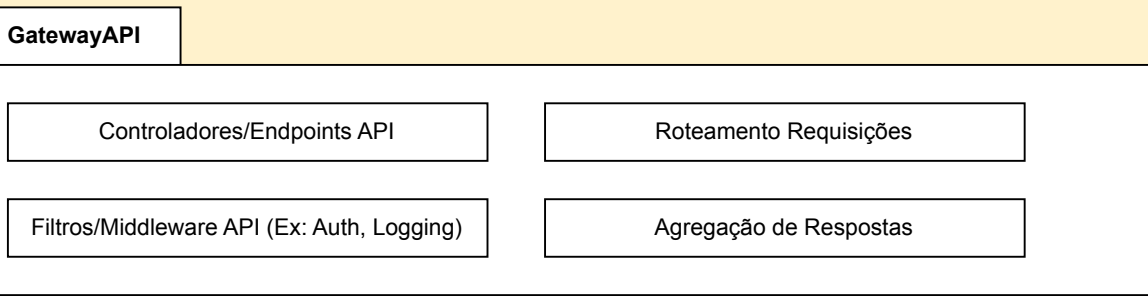 GatewayAPI
Controladores/Endpoints API
Roteamento Requisições
Filtros/Middleware API (Ex: Auth, Logging)
Agregação de Respostas